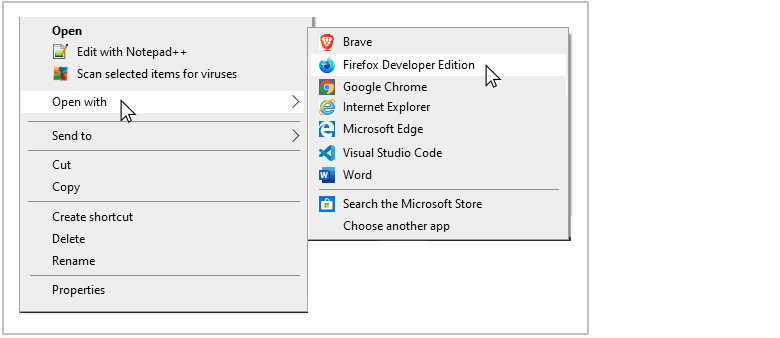 Open
Edit with Notepad++
Scan selected items for viruses
Open with
Send to
Cut
Copy
Create shortcut
Delete
Rename
Properties
Brave
Firefox Developer Edition
Google Chrome
Internet Explorer
Microsoft Edge
Visual Studio Code
Word
Search the Microsoft Store
Choose another app